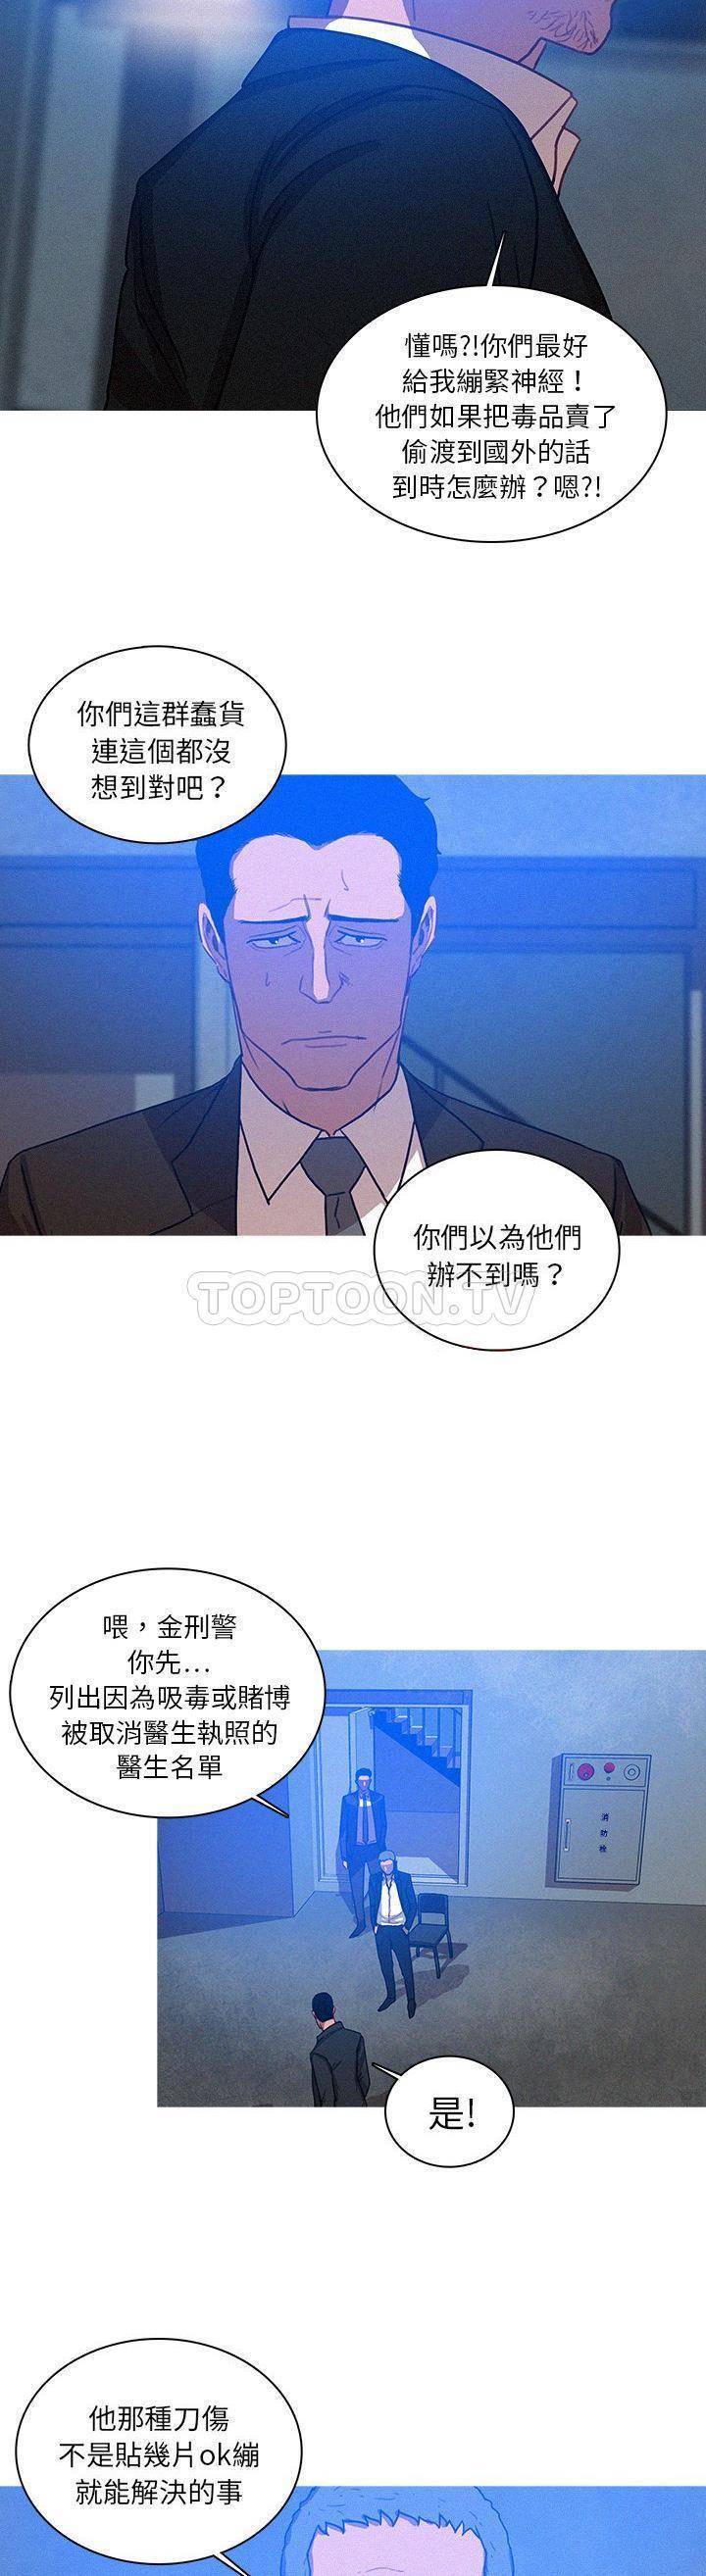 懂嗎?!你們最好
給我繃緊神經！
他們如果把毒品賣了
偷渡到國外的話
到時怎麼辦？嗯?!
你們這群蠢貨
連這個都沒
想到對吧？
你們以為他們
辦不到嗎？
TOPTOON.TV
喂，金刑警
你先...
列出因為吸毒或賭博
被取消醫生執照的
醫生名單
消
防
栓
是!
他那種刀傷
不是貼幾片ok繃
就能解決的事